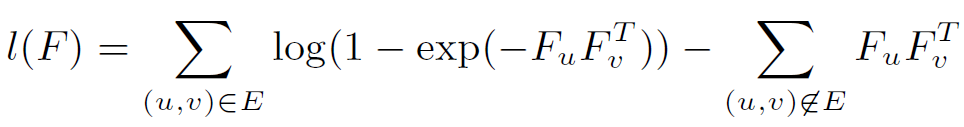 l(F) = ∑_{(u,v)∈E} log(1 − exp(−F_u F_v^T)) − ∑_{(u,v)∉E} F_u F_v^T